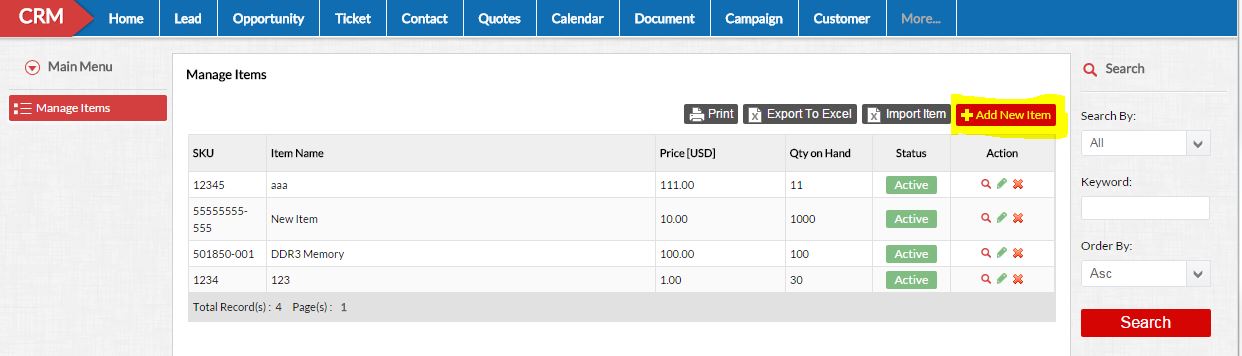 CRM Home Lead Opportunity Ticket Contact Quotes Calendar Document Campaign Customer More...
Main Menu
Manage Items
Manage Items
Print Export To Excel Import Item Add New Item
SKU Item Name Price [USD] Qty on Hand Status Action
12345 aaa 111.00 11 Active
55555555-
555 New Item 10.00 1000 Active
501850-001 DDR3 Memory 100.00 100 Active
1234 123 1.00 30 Active
Total Record(s) : 4 Page(s) : 1
Search
Search By:
All
Keyword:
Order By:
Asc
Search